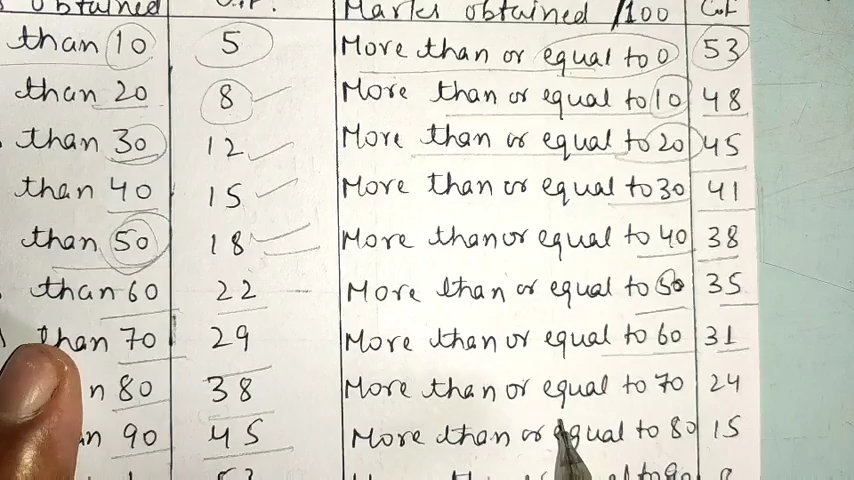 obtained C.F. Marks obtained /100 C.F
than 10 5 More than or equal to 0 53
than 20 8 More than or equal to 10 48
than 30 12 More than or equal to 20 45
than 40 15 More than or equal to 30 41
than 50 18 More than or equal to 40 38
than 60 22 More than or equal to 50 35
than 70 29 More than or equal to 60 31
80 38 More than or equal to 70 24
90 45 More than or equal to 80 15
53 to 90